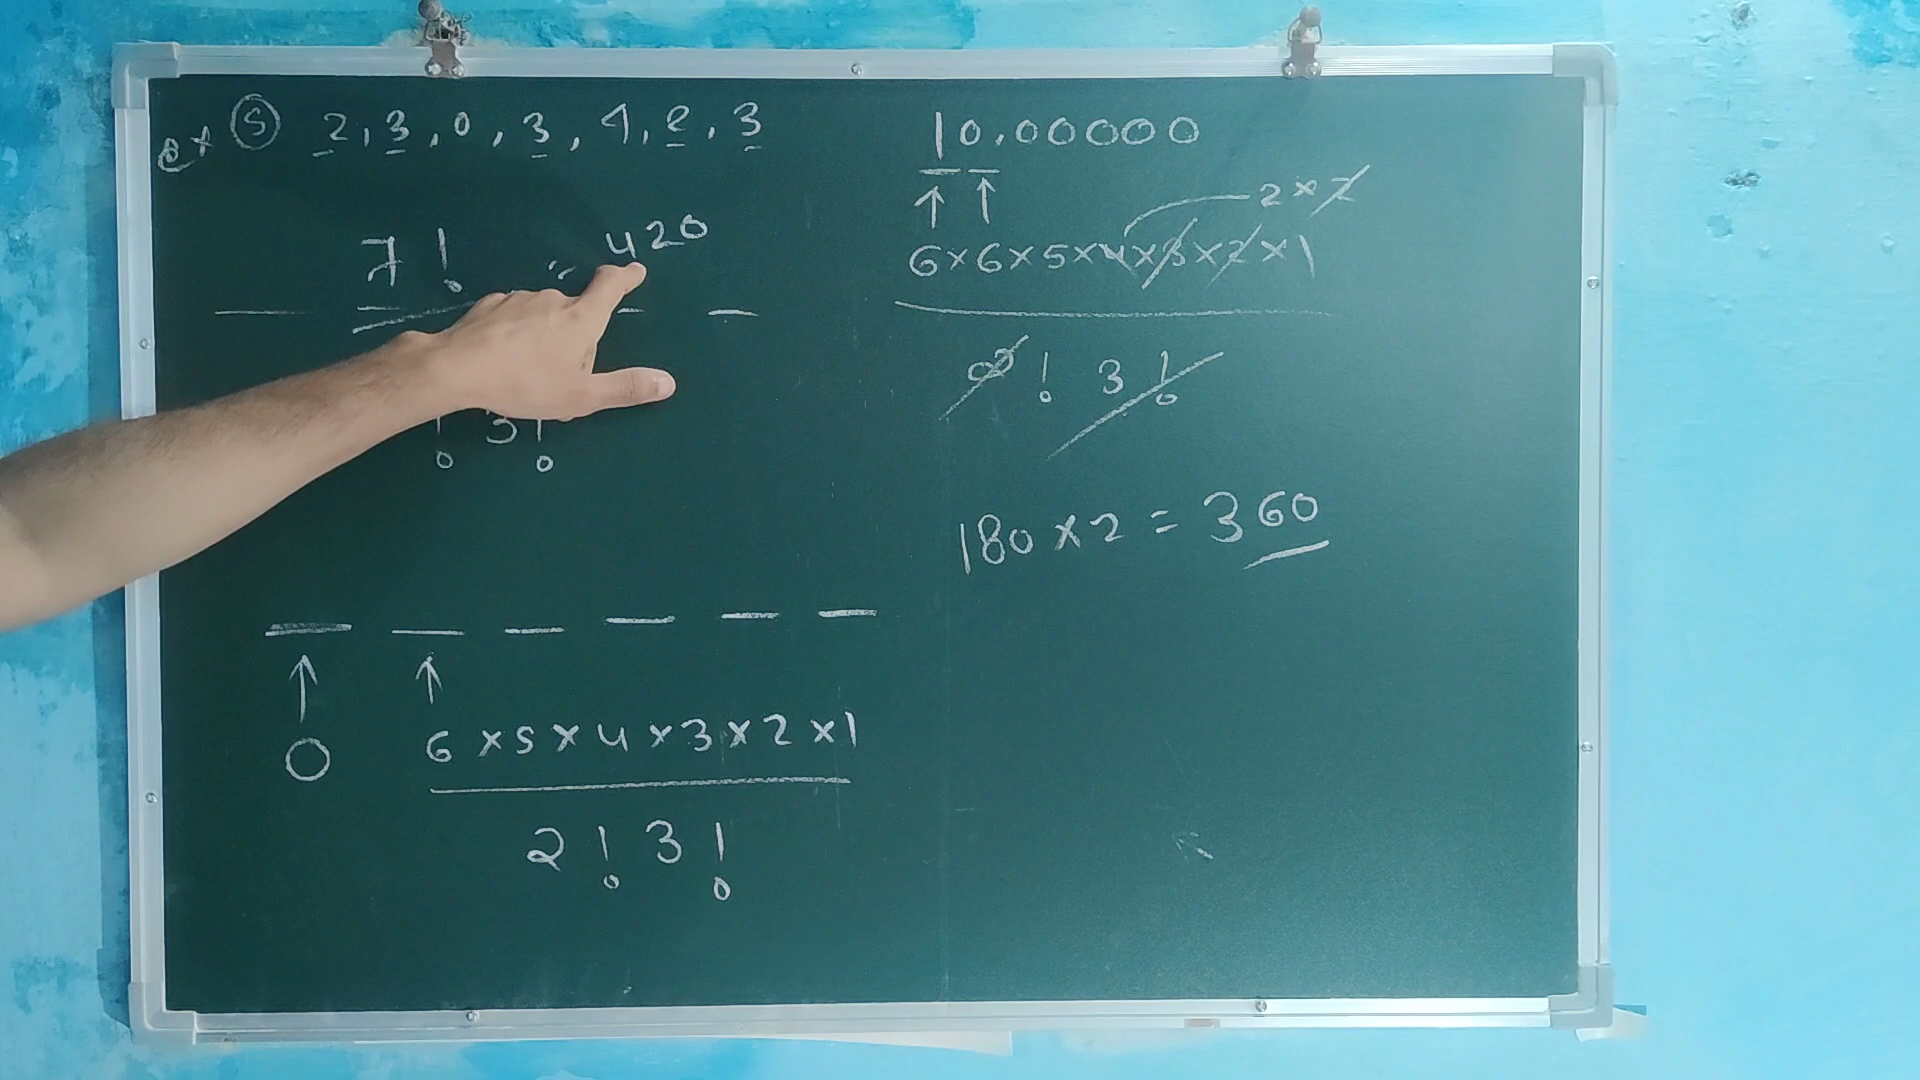 ex ⑤ 2, 3, 0, 3, 4, 2, 3
7! = 420
! 3!
0 6 × 5 × 4 × 3 × 2 × 1
2! 3!
10,00000
2 × 2
6 × 6 × 5 × 4 × 3 × 2 × 1
2! 3!
180 × 2 = 360